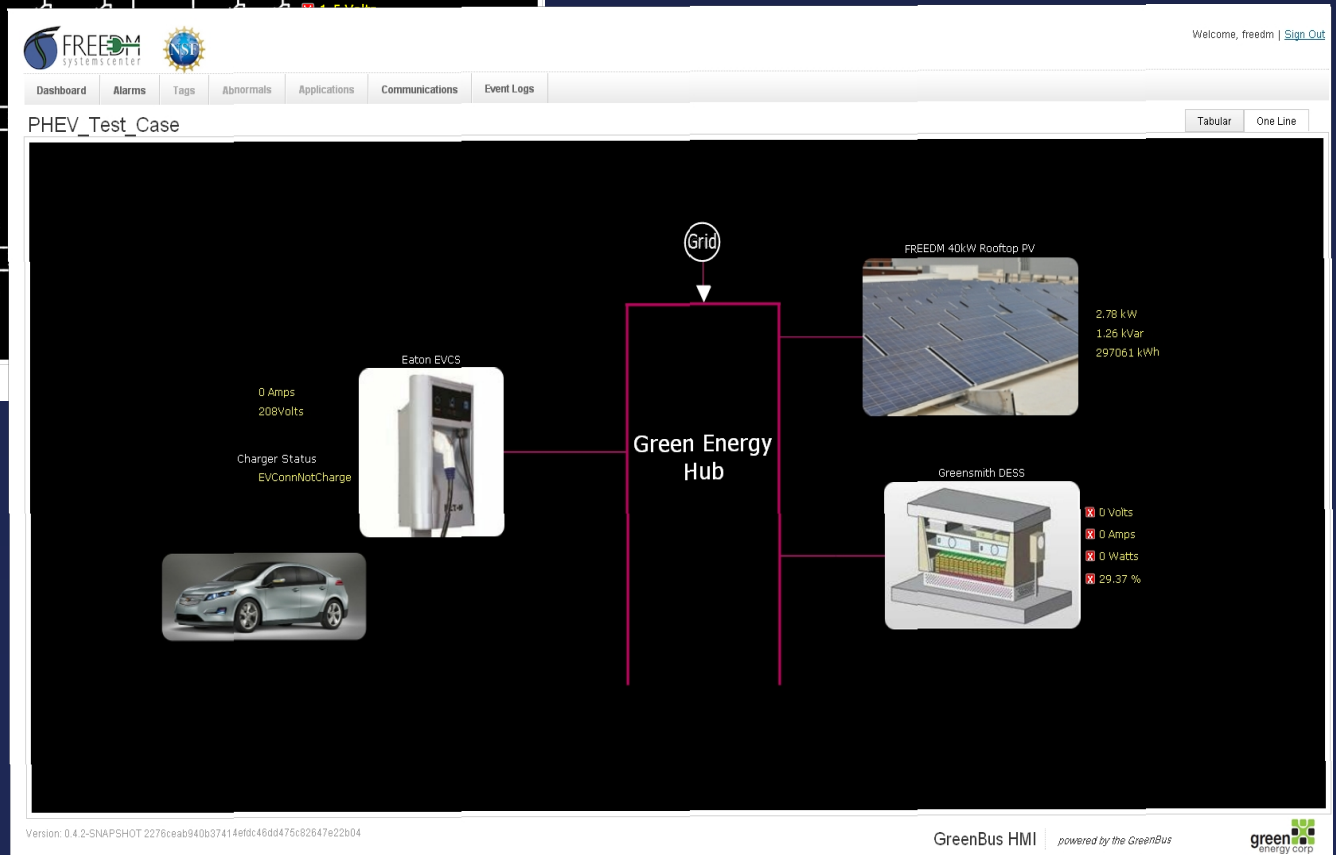 1.5 Volts
FREEDM
systems center
NSF
Welcome, freedm | Sign Out
Dashboard
Alarms
Tags
Abnormals
Applications
Communications
Event Logs
PHEV_Test_Case
Tabular
One Line
Grid
FREEDM 40kW Rooftop PV
2.78 kW
1.26 kVar
297061 kWh
Eaton EVCS
0 Amps
208Volts
Charger Status
EVConnNotCharge
Green Energy
Hub
Greensmith DESS
X 0 Volts
X 0 Amps
X 0 Watts
X 29.37 %
Version: 0.4.2-SNAPSHOT 2276ceab940b37414efdc46dd475c82647e22b04
GreenBus HMI
powered by the GreenBus
green
energy corp